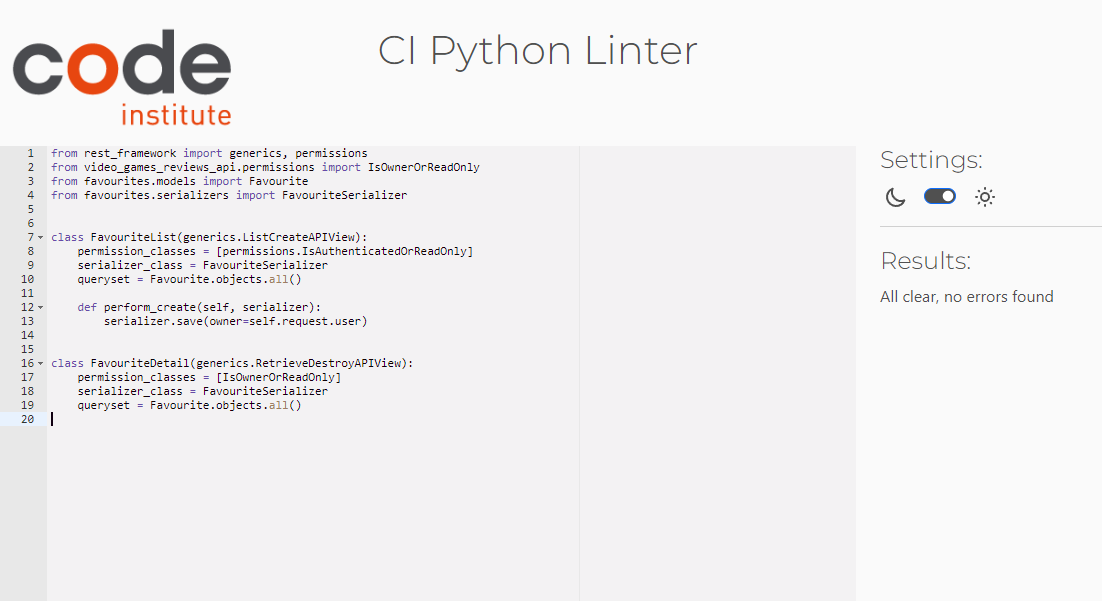 code
institute
CI Python Linter
1 from rest_framework import generics, permissions
2 from video_games_reviews_api.permissions import IsOwnerOrReadOnly
3 from favourites.models import Favourite
4 from favourites.serializers import FavouriteSerializer
5
6
7 class FavouriteList(generics.ListCreateAPIView):
8     permission_classes = [permissions.IsAuthenticatedOrReadOnly]
9     serializer_class = FavouriteSerializer
10     queryset = Favourite.objects.all()
11
12     def perform_create(self, serializer):
13         serializer.save(owner=self.request.user)
14
15
16 class FavouriteDetail(generics.RetrieveDestroyAPIView):
17     permission_classes = [IsOwnerOrReadOnly]
18     serializer_class = FavouriteSerializer
19     queryset = Favourite.objects.all()
20
Settings:
Results:
All clear, no errors found